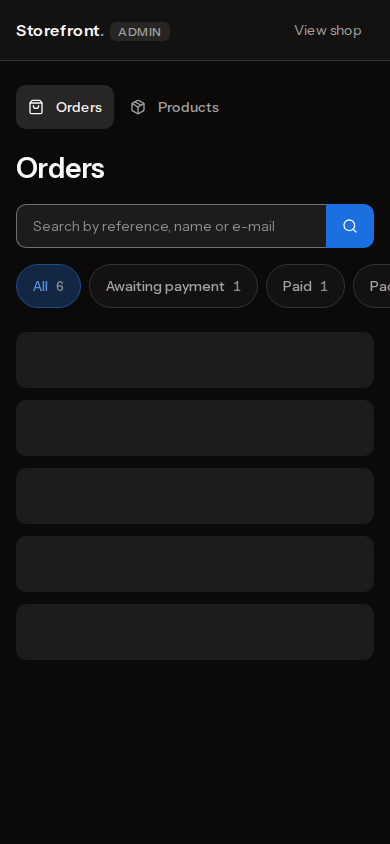 Storefront. ADMIN
View shop
Orders
Products
Orders
Search by reference, name or e-mail
All 6
Awaiting payment 1
Paid 1